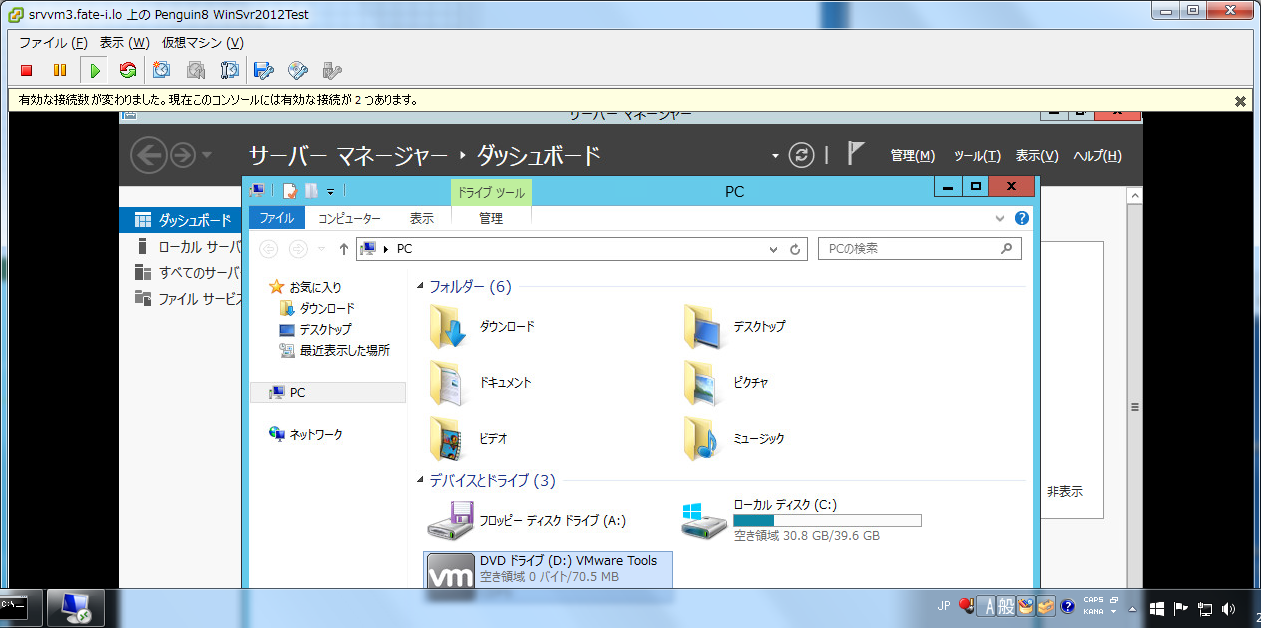 srvvm3.fate-i.lo 上の Penguin8 WinSvr2012Test
ファイル (F) 表示 (W) 仮想マシン (V)
有効な接続数が変わりました。現在このコンソールには有効な接続が 2 つあります。
サーバー マネージャー
サーバー マネージャー ダッシュボード
管理(M) ツール(T) 表示(V) ヘルプ(H)
ドライブ ツール
PC
ファイル コンピューター 表示 管理
PC
PCの検索
ダッシュボード
ローカル サーバ
すべてのサーバ
ファイル サービス
お気に入り
ダウンロード
デスクトップ
最近表示した場所
PC
ネットワーク
フォルダー (6)
ダウンロード
デスクトップ
ドキュメント
ピクチャ
ビデオ
ミュージック
デバイスとドライブ (3)
フロッピー ディスク ドライブ (A:)
ローカル ディスク (C:)
空き領域 30.8 GB/39.6 GB
vm
DVD ドライブ (D:) VMware Tools
空き領域 0 バイト/70.5 MB
非表示
C:\
JP
A 般
CAPS
KANA
2